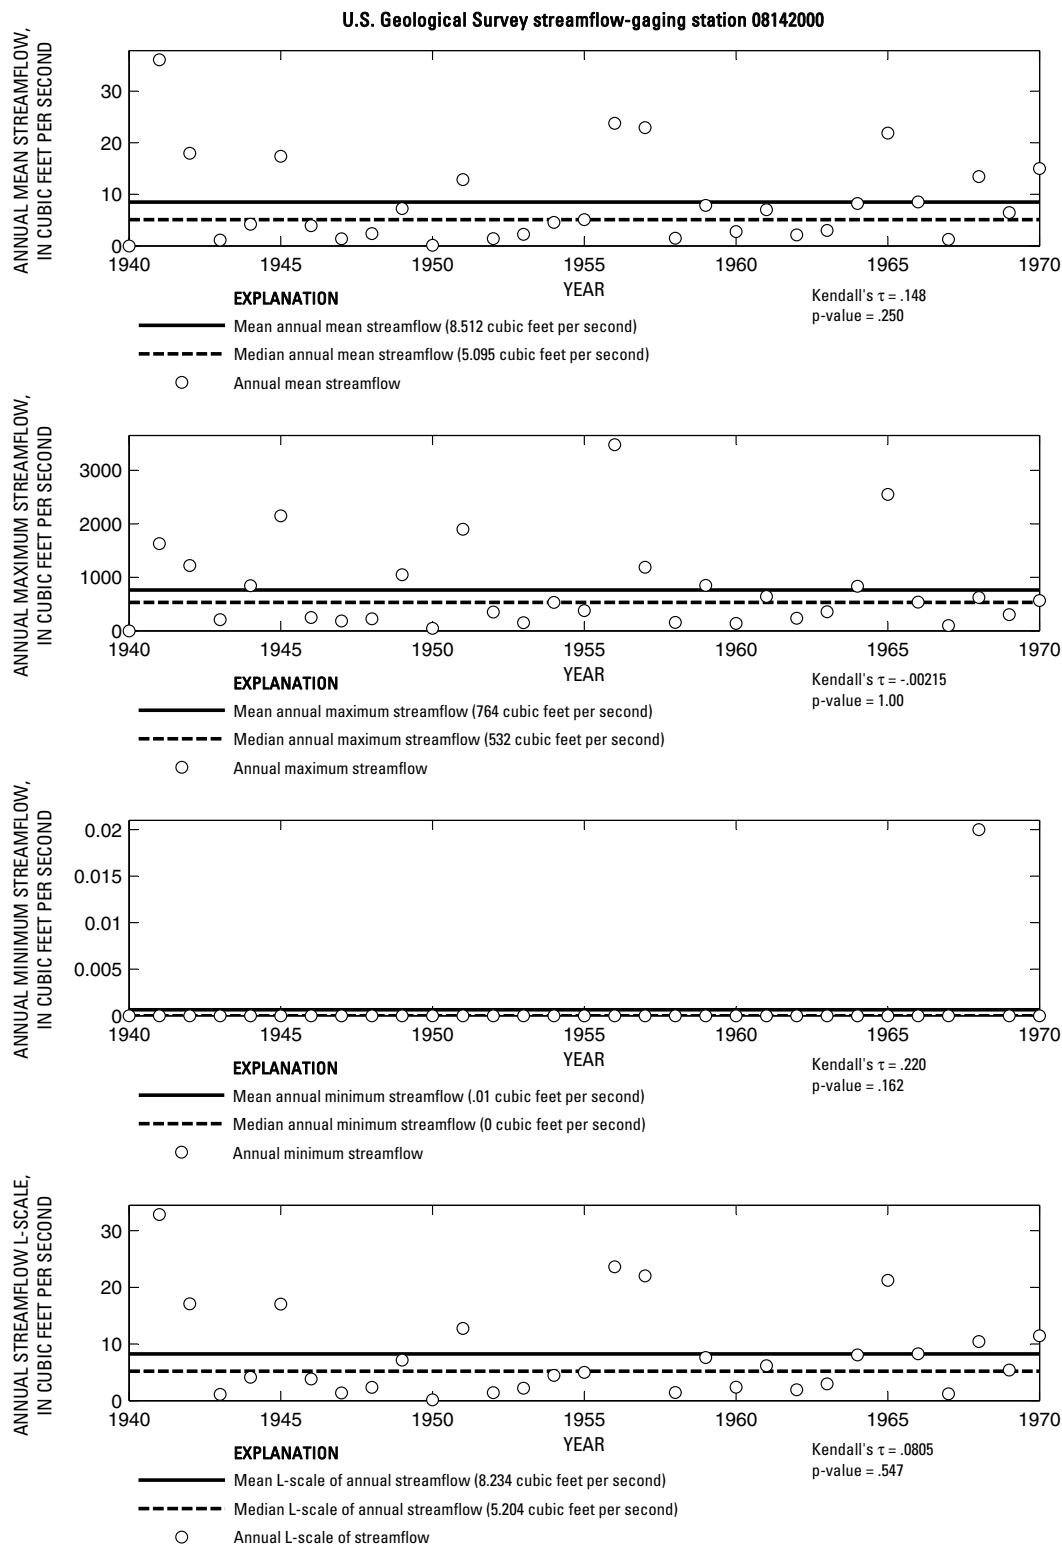 U.S. Geological Survey streamflow-gaging station 08142000
ANNUAL MEAN STREAMFLOW,
IN CUBIC FEET PER SECOND
30
20
10
0
1940 1945 1950 1955 1960 1965 1970
YEAR
EXPLANATION
Mean annual mean streamflow (8.512 cubic feet per second)
Median annual mean streamflow (5.095 cubic feet per second)
Annual mean streamflow
Kendall's τ = .148
p-value = .250
ANNUAL MAXIMUM STREAMFLOW,
IN CUBIC FEET PER SECOND
3000
2000
1000
0
1940 1945 1950 1955 1960 1965 1970
YEAR
EXPLANATION
Mean annual maximum streamflow (764 cubic feet per second)
Median annual maximum streamflow (532 cubic feet per second)
Annual maximum streamflow
Kendall's τ = -.00215
p-value = 1.00
ANNUAL MINIMUM STREAMFLOW,
IN CUBIC FEET PER SECOND
0.02
0.015
0.01
0.005
0
1940 1945 1950 1955 1960 1965 1970
YEAR
EXPLANATION
Mean annual minimum streamflow (.01 cubic feet per second)
Median annual minimum streamflow (0 cubic feet per second)
Annual minimum streamflow
Kendall's τ = .220
p-value = .162
ANNUAL STREAMFLOW L-SCALE,
IN CUBIC FEET PER SECOND
30
20
10
0
1940 1945 1950 1955 1960 1965 1970
YEAR
EXPLANATION
Mean L-scale of annual streamflow (8.234 cubic feet per second)
Median L-scale of annual streamflow (5.204 cubic feet per second)
Annual L-scale of streamflow
Kendall's τ = .0805
p-value = .547